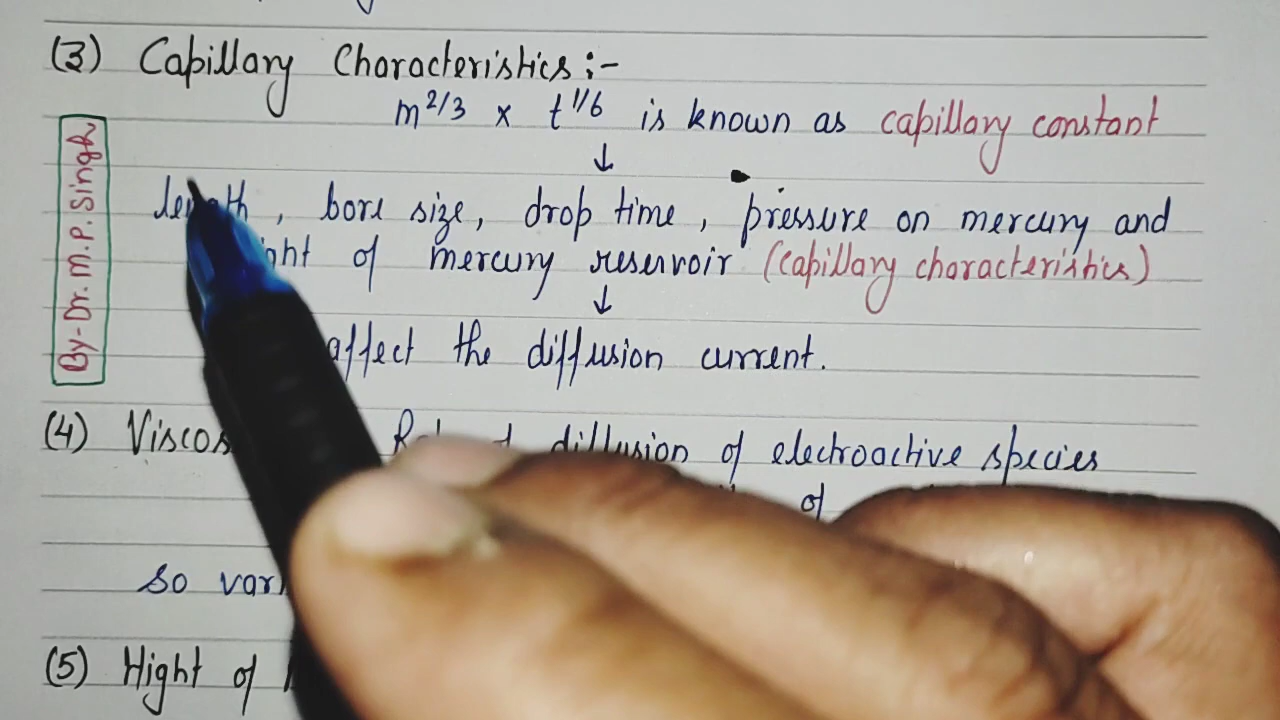 (3) Capillary Characteristics :-
m^2/3 x t^1/6 is known as capillary constant
↓
length, bore size, drop time, pressure on mercury and
of mercury reservoir (capillary characteristics)
↓
affect the diffusion current.
(4) diffusion of electroactive species
of
so
(5) Hight of
By- Dr. M.P. Singh